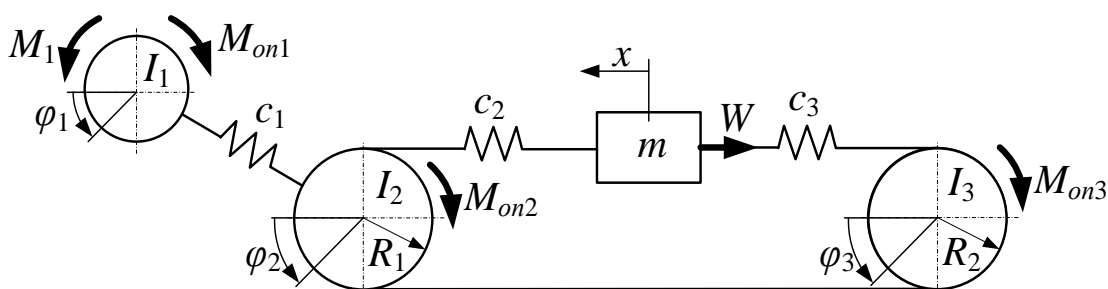 M₁
Mon1
I₁
φ₁
c₁
c₂
x
m
W
c₃
I₂
Mon2
R₁
φ₂
I₃
Mon3
R₂
φ₃